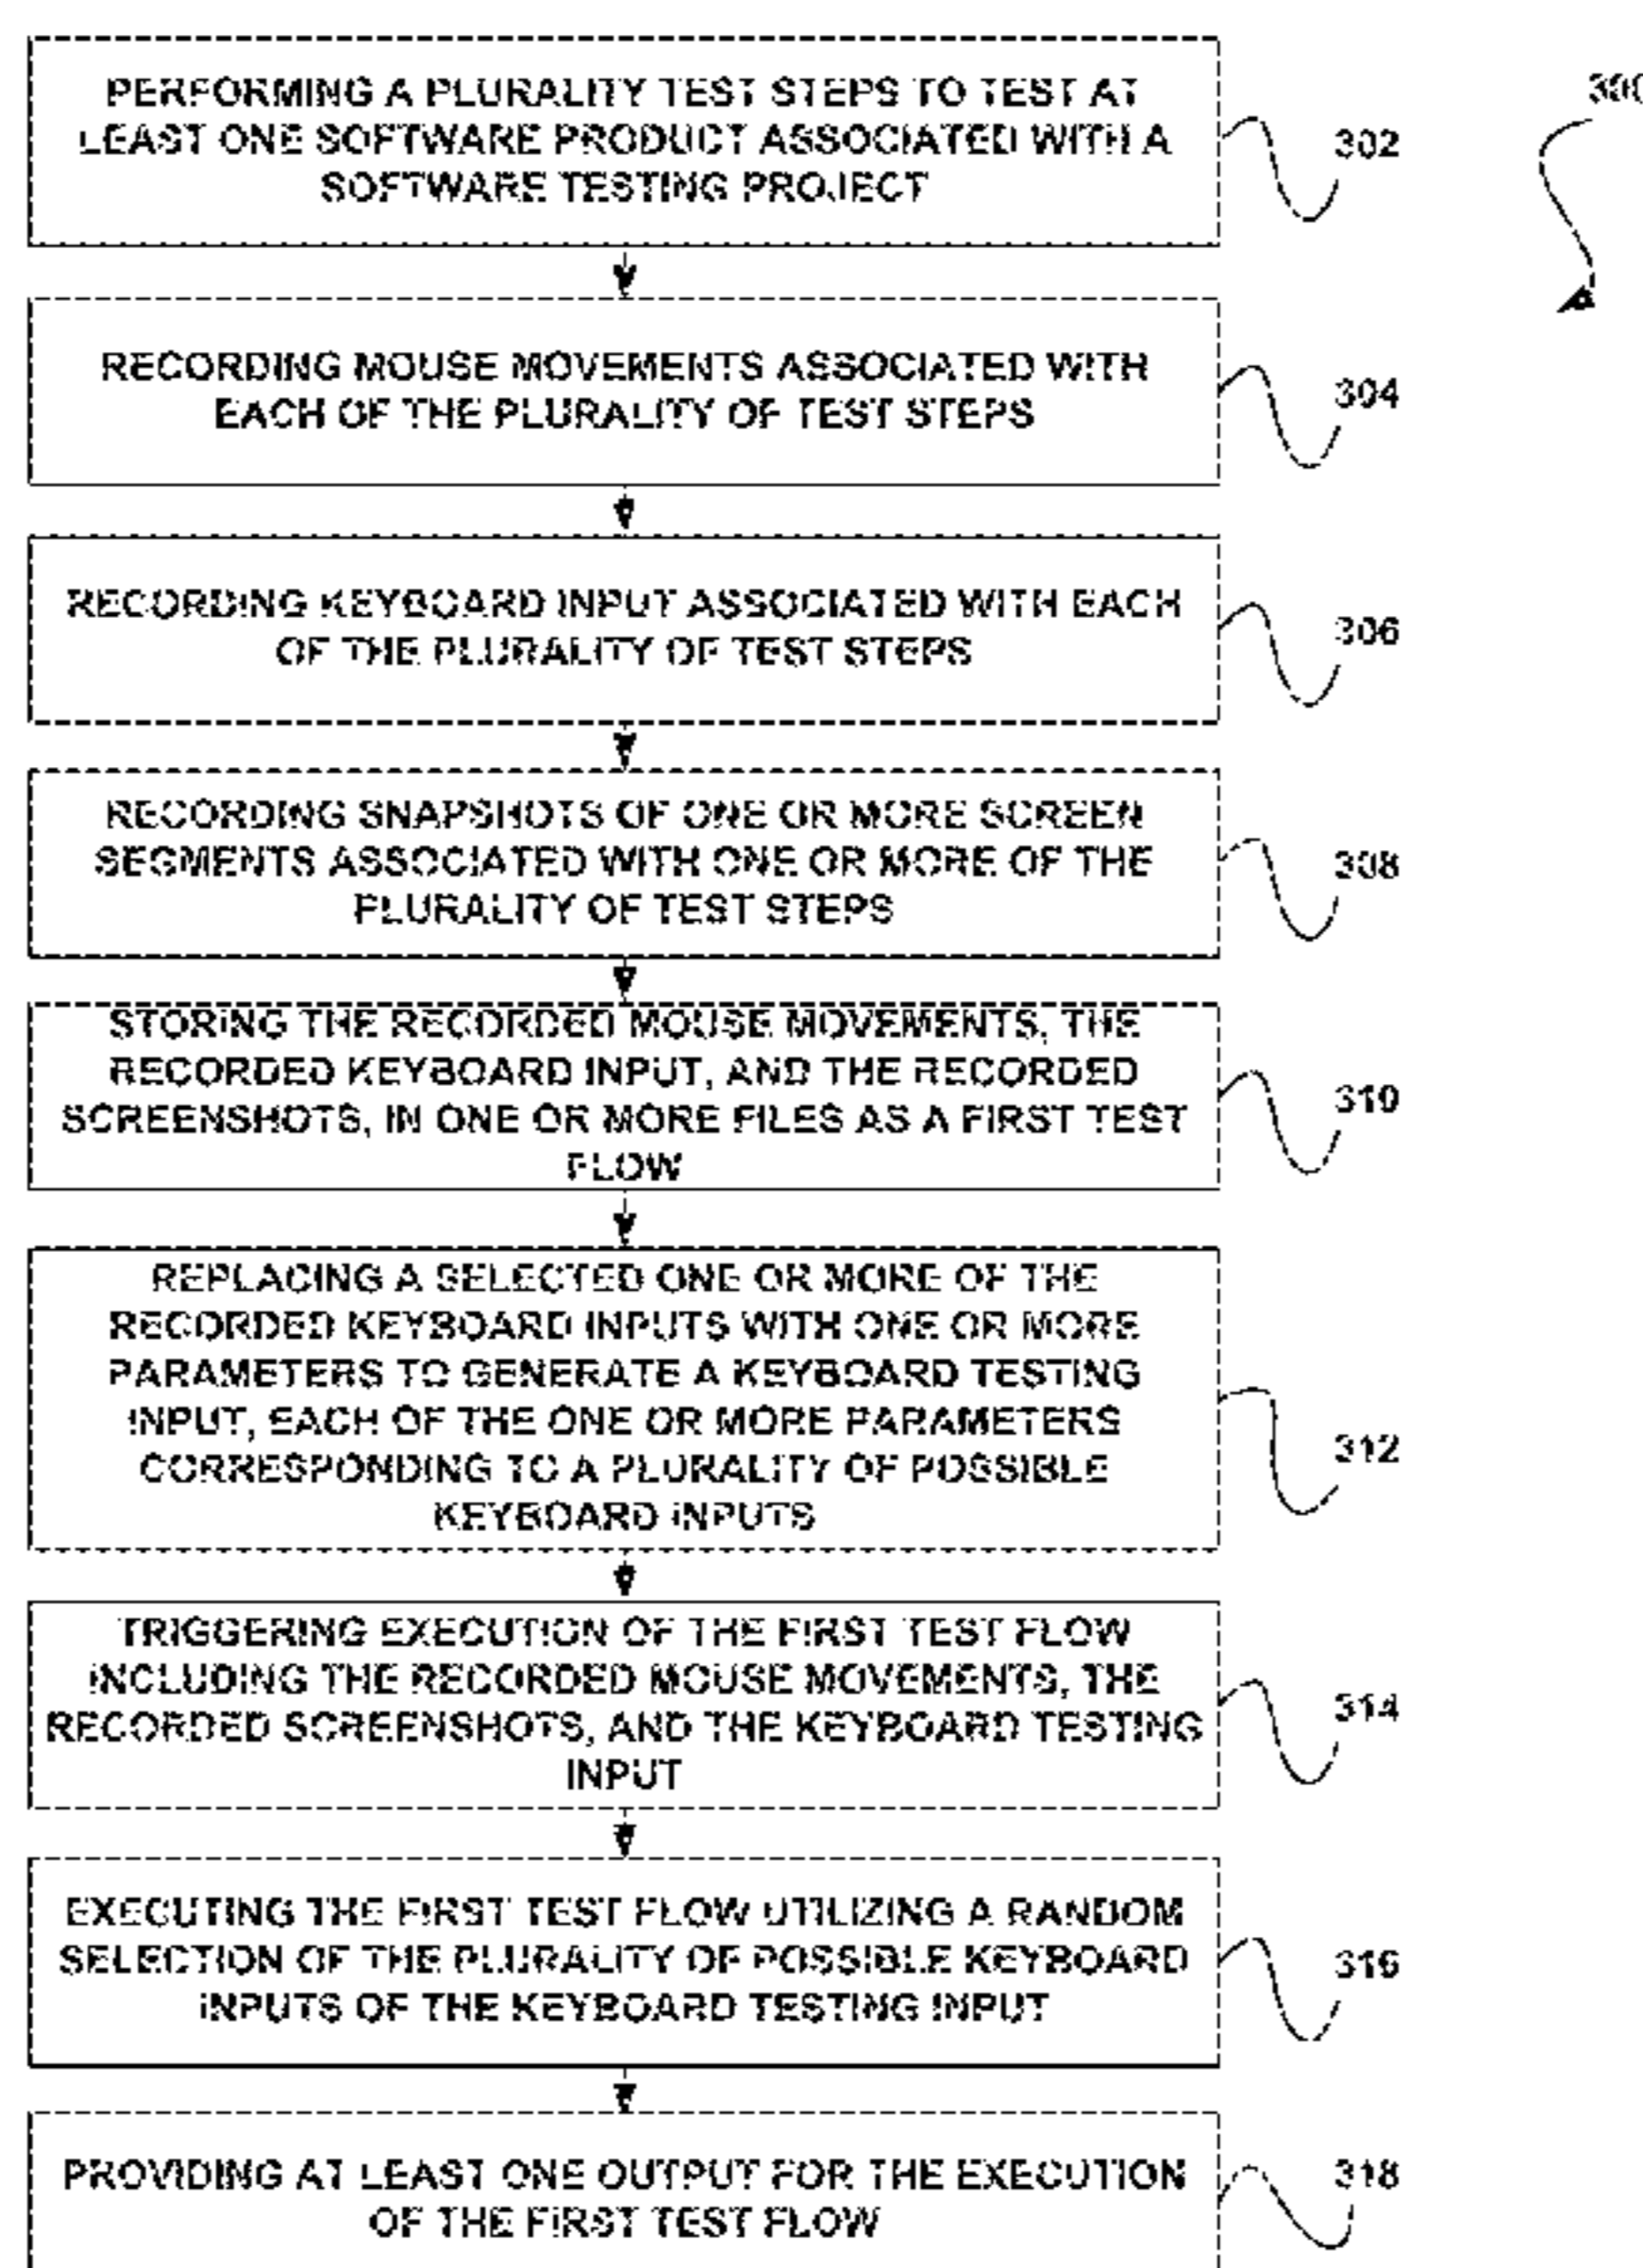 PERFORMING A PLURALITY TEST STEPS TO TEST AT
LEAST ONE SOFTWARE PRODUCT ASSOCIATED WITH A
SOFTWARE TESTING PROJECT
302
300
RECORDING MOUSE MOVEMENTS ASSOCIATED WITH
EACH OF THE PLURALITY OF TEST STEPS
304
RECORDING KEYBOARD INPUT ASSOCIATED WITH EACH
OF THE PLURALITY OF TEST STEPS
306
RECORDING SNAPSHOTS OF ONE OR MORE SCREEN
SEGMENTS ASSOCIATED WITH ONE OR MORE OF THE
PLURALITY OF TEST STEPS
308
STORING THE RECORDED MOUSE MOVEMENTS, THE
RECORDED KEYBOARD INPUT, AND THE RECORDED
SCREENSHOTS, IN ONE OR MORE FILES AS A FIRST TEST
FLOW
310
REPLACING A SELECTED ONE OR MORE OF THE
RECORDED KEYBOARD INPUTS WITH ONE OR MORE
PARAMETERS TO GENERATE A KEYBOARD TESTING
INPUT, EACH OF THE ONE OR MORE PARAMETERS
CORRESPONDING TO A PLURALITY OF POSSIBLE
KEYBOARD INPUTS
312
TRIGGERING EXECUTION OF THE FIRST TEST FLOW
INCLUDING THE RECORDED MOUSE MOVEMENTS, THE
RECORDED SCREENSHOTS, AND THE KEYBOARD TESTING
INPUT
314
EXECUTING THE FIRST TEST FLOW UTILIZING A RANDOM
SELECTION OF THE PLURALITY OF POSSIBLE KEYBOARD
INPUTS OF THE KEYBOARD TESTING INPUT
316
PROVIDING AT LEAST ONE OUTPUT FOR THE EXECUTION
OF THE FIRST TEST FLOW
318